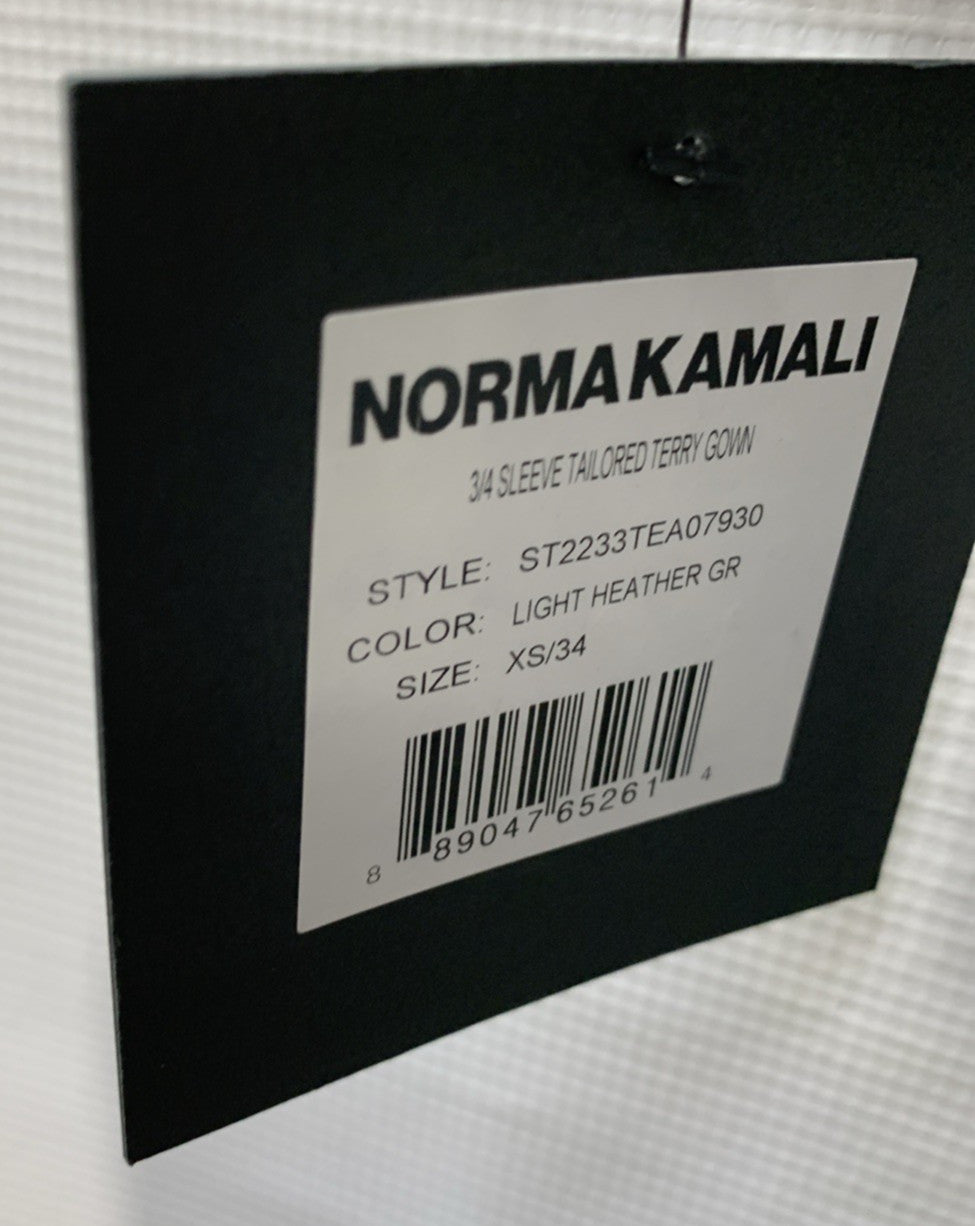 NORMA KAMALI
3/4 SLEEVE TAILORED TERRY GOWN
STYLE: ST2233TEA07930
COLOR: LIGHT HEATHER GR
SIZE: XS/34
8 89047 65261 4